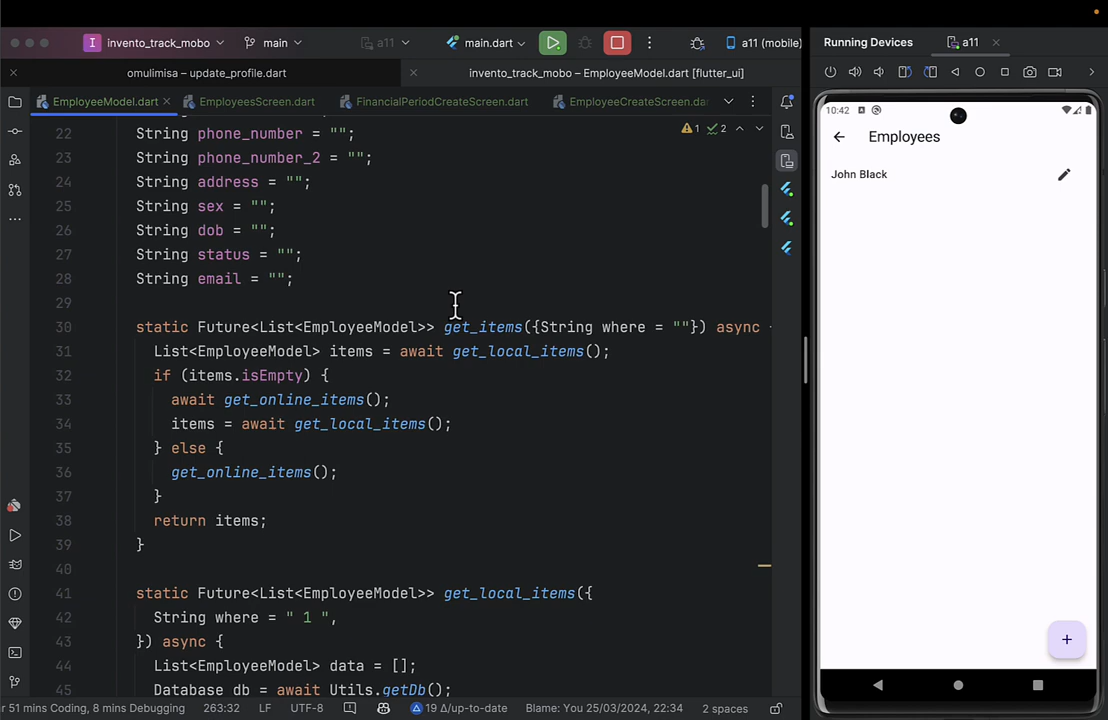 invento_track_mobo
main
a11
main.dart
a11 (mobile)
Running Devices
a11
omulimisa – update_profile.dart
invento_track_mobo – EmployeeModel.dart [flutter_ui]
EmployeeModel.dart
EmployeesScreen.dart
FinancialPeriodCreateScreen.dart
EmployeeCreateScreen.da
1
2
22 String phone_number = "";
23 String phone_number_2 = "";
24 String address = "";
25 String sex = "";
26 String dob = "";
27 String status = "";
28 String email = "";
29
30 static Future<List<EmployeeModel>> get_items({String where = ""}) async
31 List<EmployeeModel> items = await get_local_items();
32 if (items.isEmpty) {
33 await get_online_items();
34 items = await get_local_items();
35 } else {
36 get_online_items();
37 }
38 return items;
39 }
40
41 static Future<List<EmployeeModel>> get_local_items({
42 String where = " 1 ",
43 }) async {
44 List<EmployeeModel> data = [];
45 Database db = await Utils.getDb();
r 51 mins Coding, 8 mins Debugging
263:32
LF
UTF-8
19 Δ/up-to-date
Blame: You 25/03/2024, 22:34
2 spaces
10:42
Employees
John Black
+